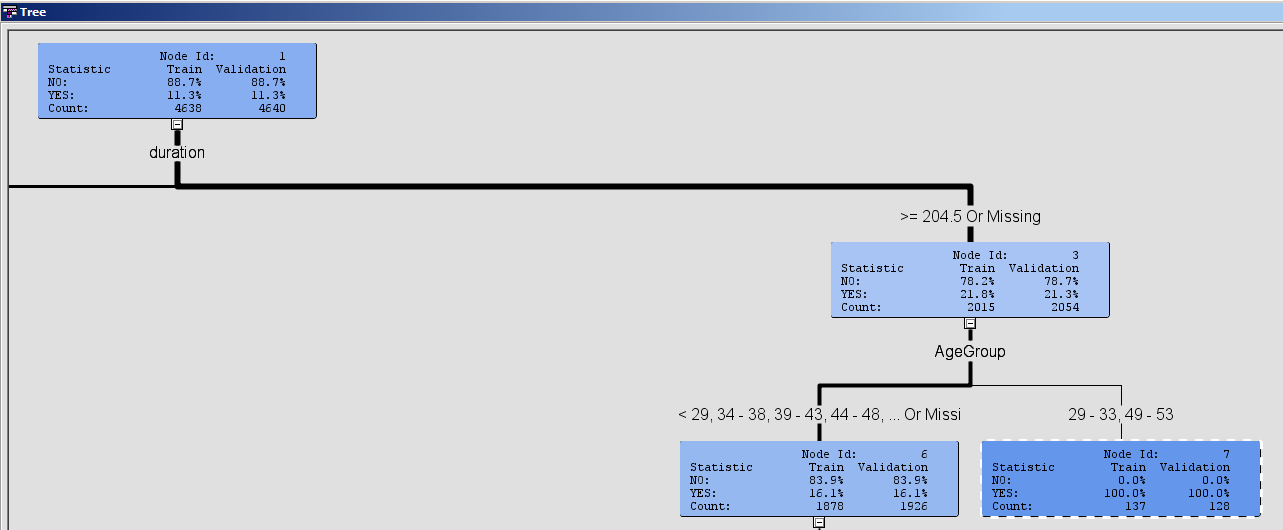 Tree
Node Id: 1
Statistic Train Validation
NO: 88.7% 88.7%
YES: 11.3% 11.3%
Count: 4638 4640
duration
>= 204.5 Or Missing
Node Id: 3
Statistic Train Validation
NO: 78.2% 78.7%
YES: 21.8% 21.3%
Count: 2015 2054
AgeGroup
< 29, 34 - 38, 39 - 43, 44 - 48, ... Or Missi
29 - 33, 49 - 53
Node Id: 6
Statistic Train Validation
NO: 83.9% 83.9%
YES: 16.1% 16.1%
Count: 1878 1926
Node Id: 7
Statistic Train Validation
NO: 0.0% 0.0%
YES: 100.0% 100.0%
Count: 137 128